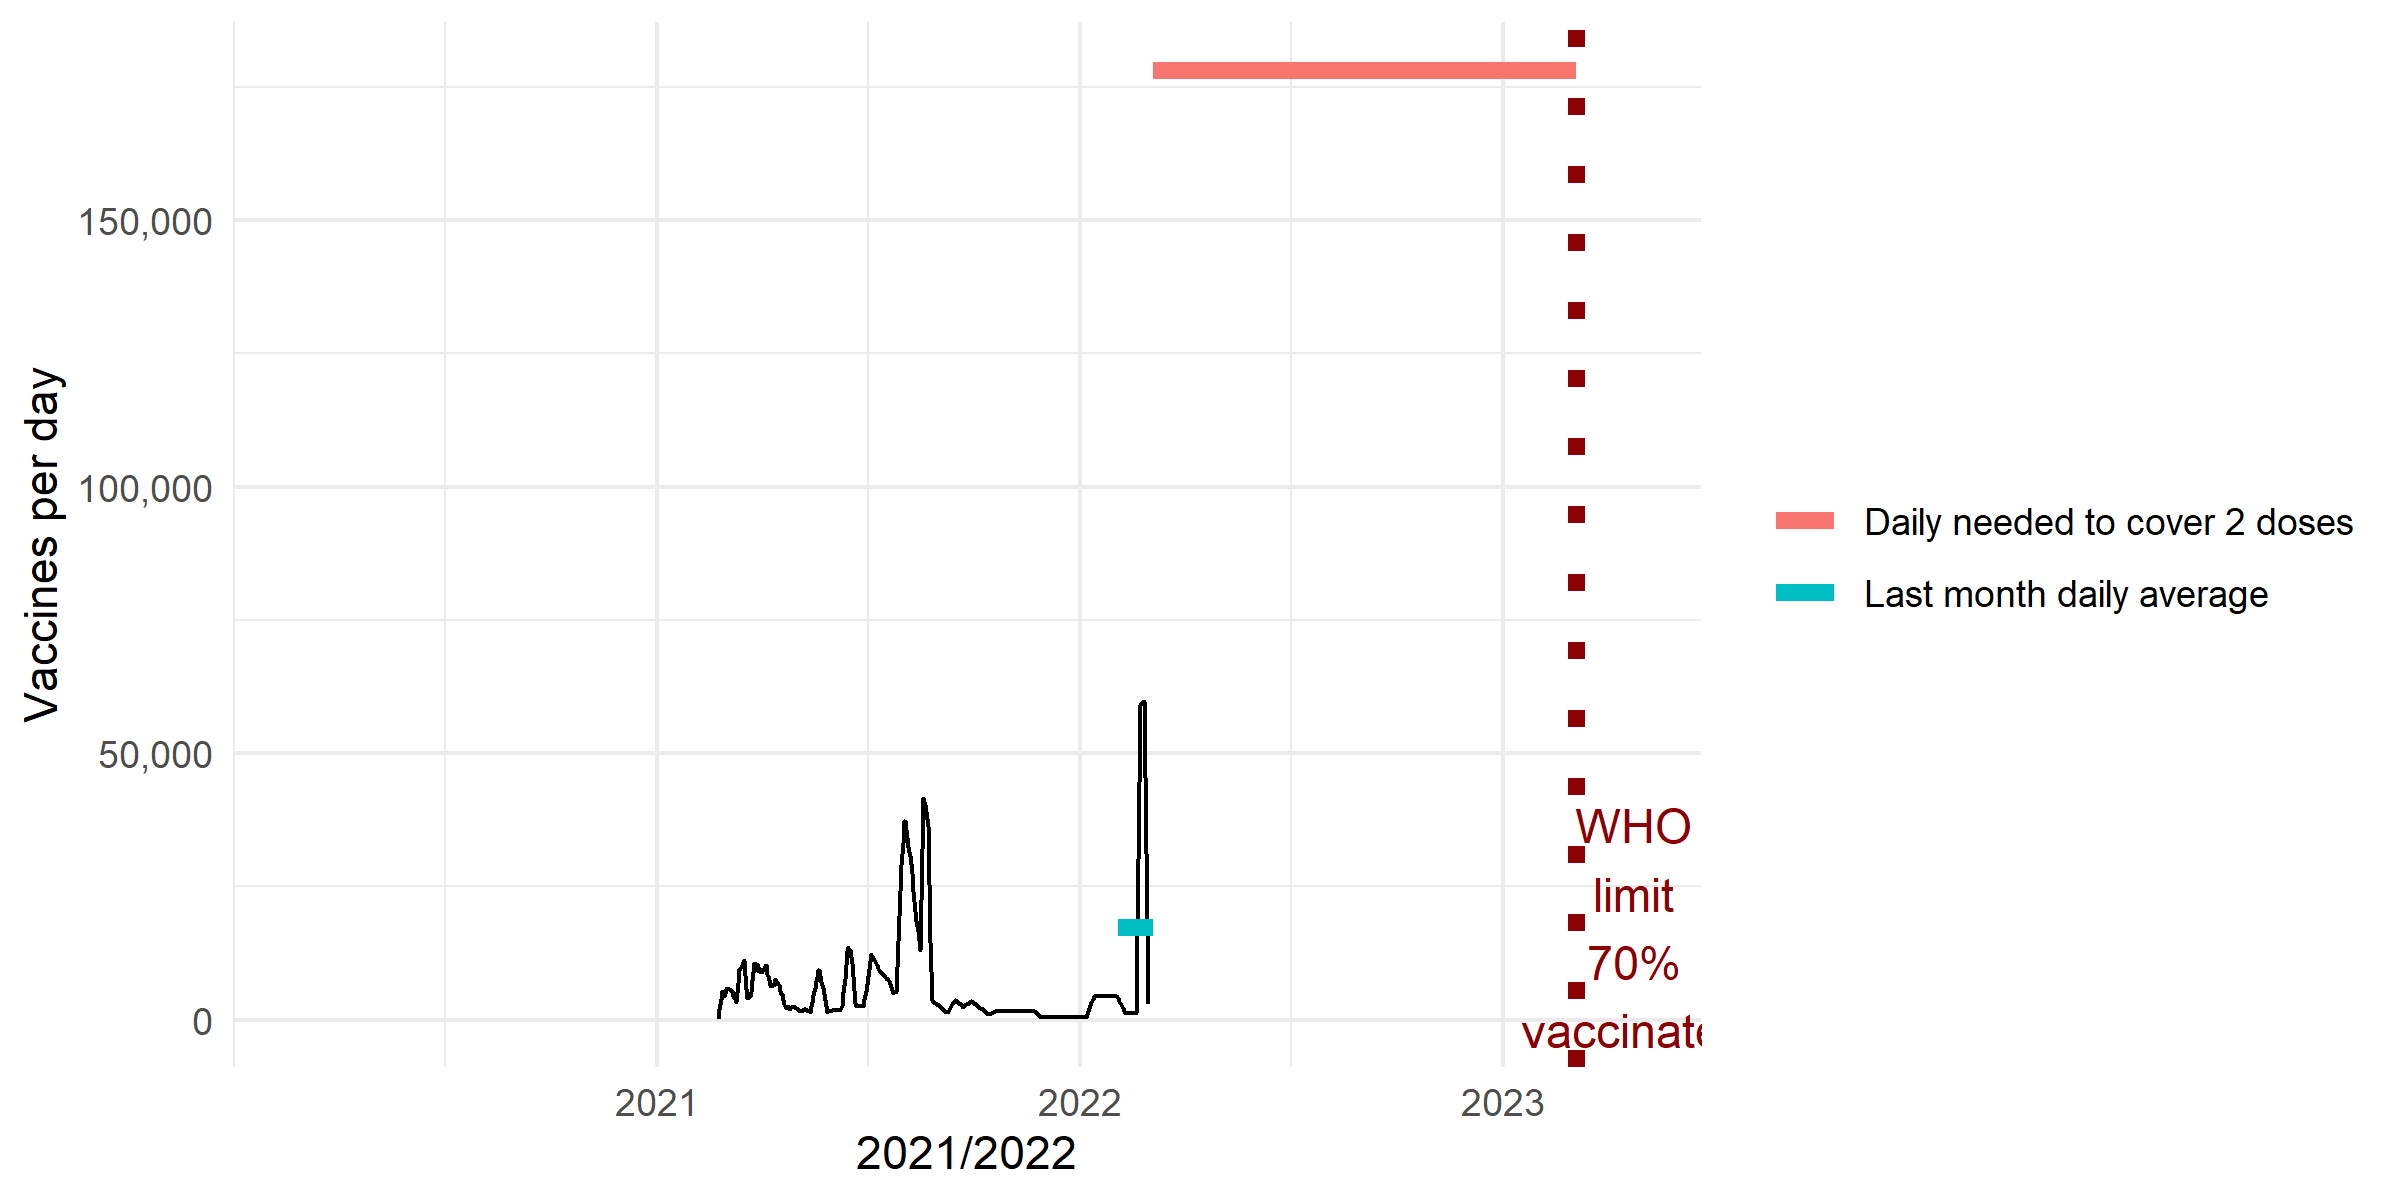 Vaccines per day
150,000
100,000
50,000
0
2021
2022
2023
2021/2022
WHO
limit
70%
vaccinate
Daily needed to cover 2 doses
Last month daily average